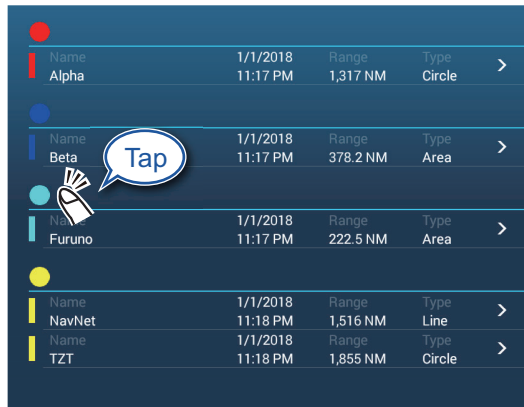 Name 1/1/2018 Range Type
Alpha 11:17 PM 1,317 NM Circle
Name 1/1/2018 Range Type
Beta 11:17 PM 378.2 NM Area
Tap
Name 1/1/2018 Range Type
Furuno 11:17 PM 222.5 NM Area
Name 1/1/2018 Range Type
NavNet 11:18 PM 1,516 NM Line
Name 1/1/2018 Range Type
TZT 11:18 PM 1,855 NM Circle